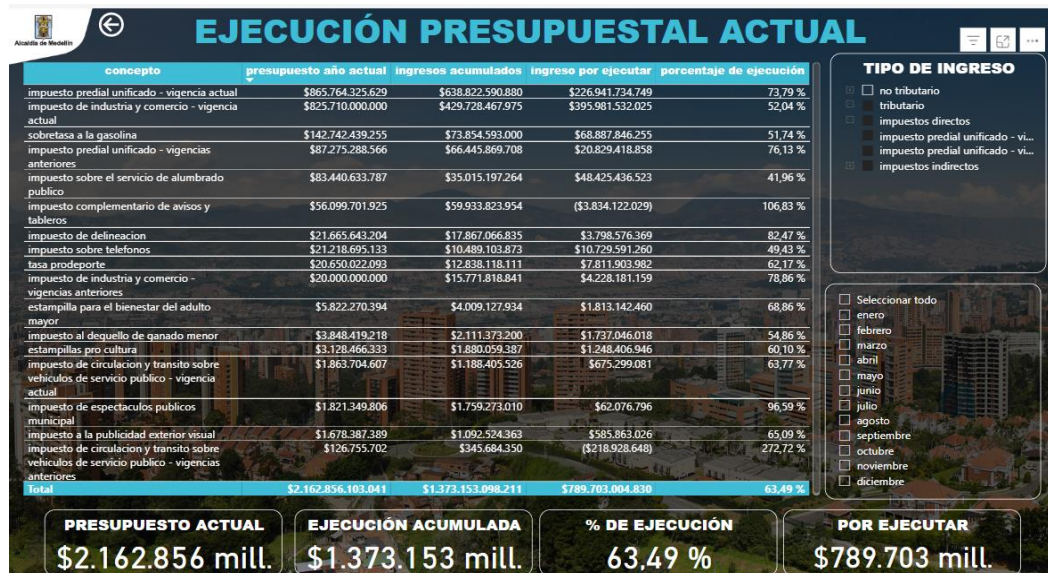 Alcaldía de Medellín
EJECUCIÓN PRESUPUESTAL ACTUAL
concepto presupuesto año actual ingresos acumulados ingreso por ejecutar porcentaje de ejecución
impuesto predial unificado - vigencia actual $865.764.325.629 $638.822.590.880 $226.941.734.749 73,79 %
impuesto de industria y comercio - vigencia $825.710.000.000 $429.728.467.975 $395.981.532.025 52,04 %
actual
sobretasa a la gasolina $142.742.439.255 $73.854.593.000 $68.887.846.255 51,74 %
impuesto predial unificado - vigencias $87.275.288.566 $66.445.869.708 $20.829.418.858 76,13 %
anteriores
impuesto sobre el servicio de alumbrado $83.440.633.787 $35.015.197.264 $48.425.436.523 41,96 %
publico
impuesto complementario de avisos y $56.099.701.925 $59.933.823.954 ($3.834.122.029) 106,83 %
tableros
impuesto de delineacion $21.665.643.204 $17.867.066.835 $3.798.576.369 82,47 %
impuesto sobre telefonos $21.218.695.133 $10.489.103.873 $10.729.591.260 49,43 %
tasa prodeporte $20.650.022.093 $12.838.118.111 $7.811.903.982 62,17 %
impuesto de industria y comercio - $20.000.000.000 $15.771.818.841 $4.228.181.159 78,86 %
vigencias anteriores
estampilla para el bienestar del adulto $5.822.270.394 $4.009.127.934 $1.813.142.460 68,86 %
mayor
impuesto al deguello de ganado menor $3.848.419.218 $2.111.373.200 $1.737.046.018 54,86 %
estampillas pro cultura $3.128.466.333 $1.880.059.387 $1.248.406.946 60,10 %
impuesto de circulacion y transito sobre $1.863.704.607 $1.188.405.526 $675.299.081 63,77 %
vehiculos de servicio publico - vigencia
actual
impuesto de espectaculos publicos $1.821.349.806 $1.759.273.010 $62.076.796 96,59 %
municipal
impuesto a la publicidad exterior visual $1.678.387.389 $1.092.524.363 $585.863.026 65,09 %
impuesto de circulacion y transito sobre $126.755.702 $345.684.350 ($218.928.648) 272,72 %
vehiculos de servicio publico - vigencias
anteriores
Total $2.162.856.103.041 $1.373.153.098.211 $789.703.004.830 63,49 %
TIPO DE INGRESO
no tributario
tributario
impuestos directos
impuesto predial unificado - vi...
impuesto predial unificado - vi...
impuestos indirectos
Seleccionar todo
enero
febrero
marzo
abril
mayo
junio
julio
agosto
septiembre
octubre
noviembre
diciembre
PRESUPUESTO ACTUAL
$2.162.856 mill.
EJECUCIÓN ACUMULADA
$1.373.153 mill.
% DE EJECUCIÓN
63,49 %
POR EJECUTAR
$789.703 mill.